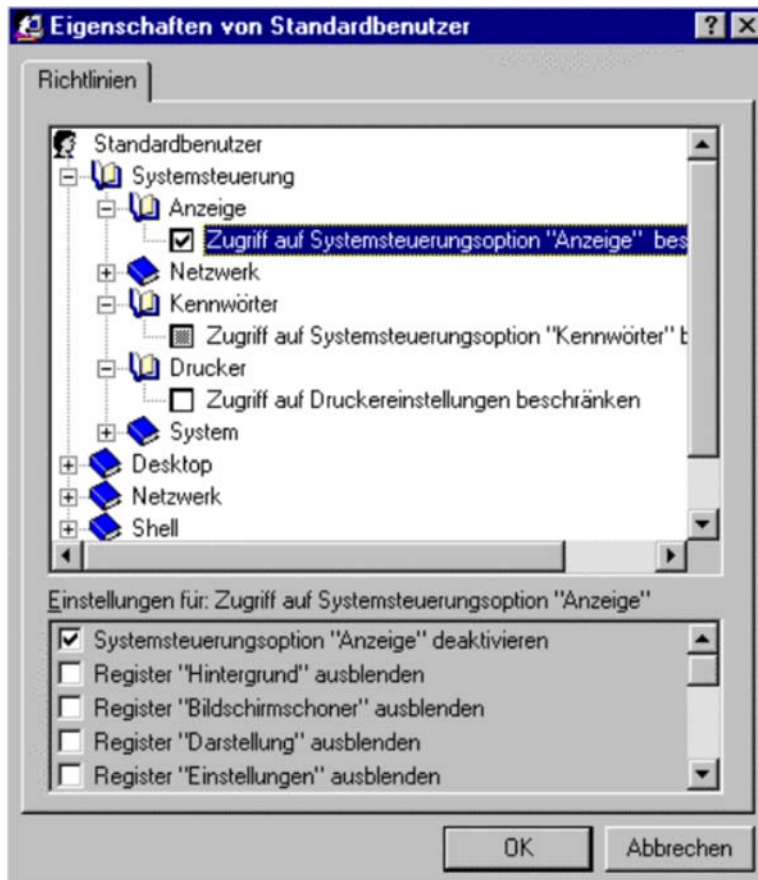 Eigenschaften von Standardbenutzer
Richtlinien
Standardbenutzer
Systemsteuerung
Anzeige
Zugriff auf Systemsteuerungsoption "Anzeige" bes
Netzwerk
Kennwörter
Zugriff auf Systemsteuerungsoption "Kennwörter" b
Drucker
Zugriff auf Druckereinstellungen beschränken
System
Desktop
Netzwerk
Shell
Einstellungen für: Zugriff auf Systemsteuerungsoption "Anzeige"
Systemsteuerungsoption "Anzeige" deaktivieren
Register "Hintergrund" ausblenden
Register "Bildschirmschoner" ausblenden
Register "Darstellung" ausblenden
Register "Einstellungen" ausblenden
OK Abbrechen